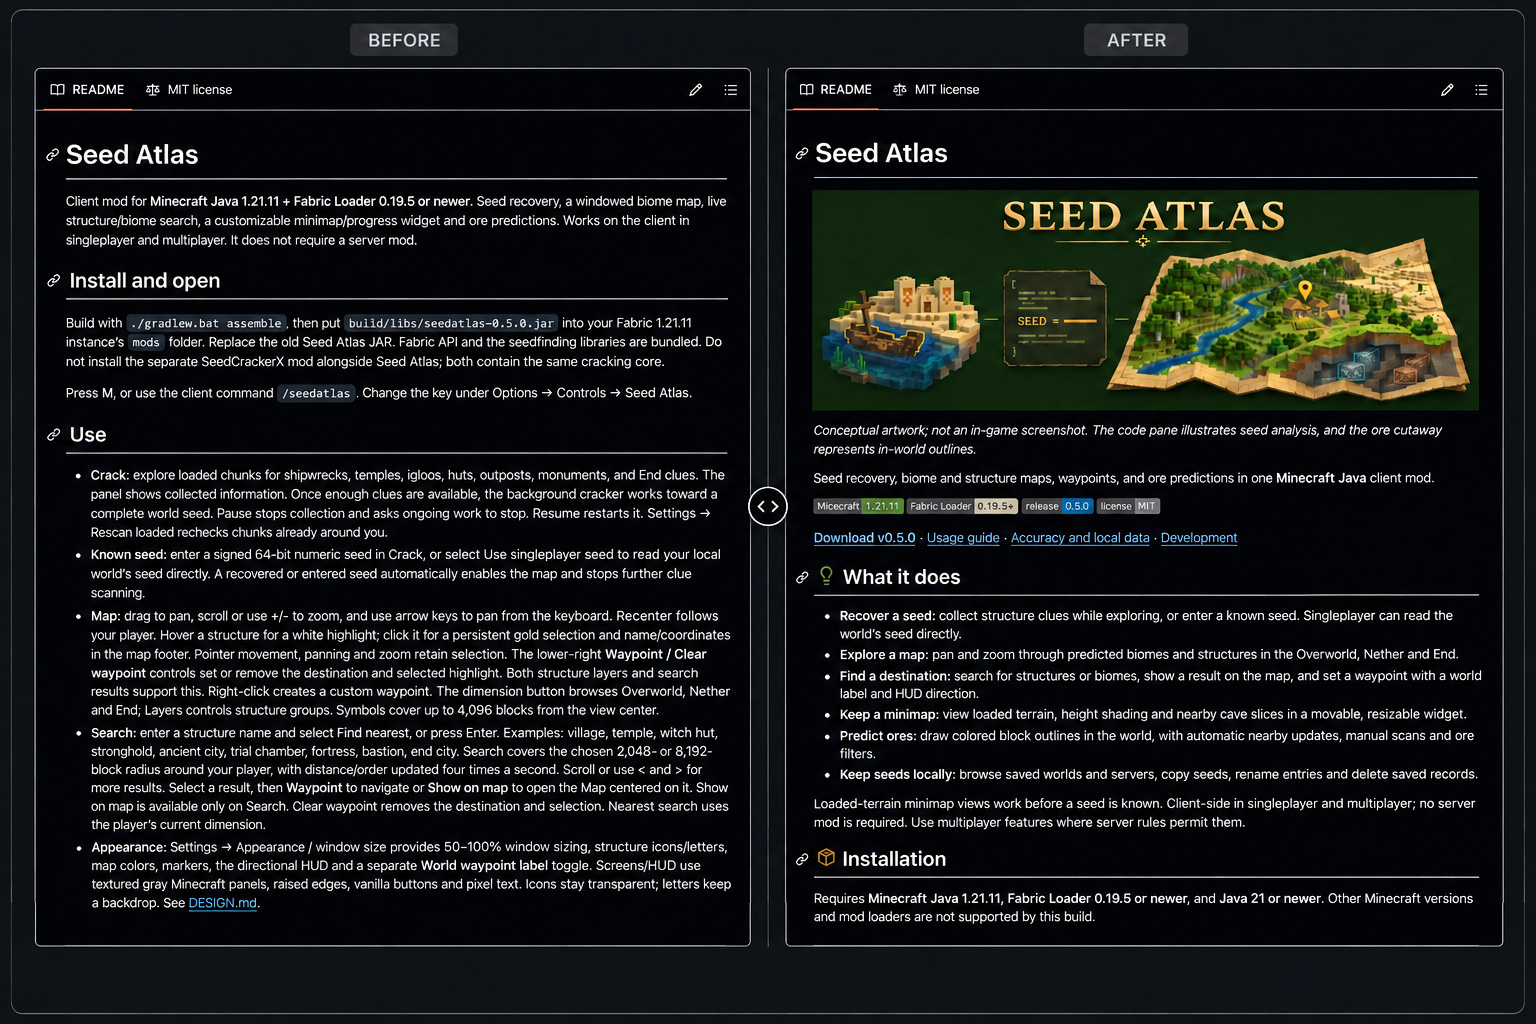 BEFORE
README
MIT license
Seed Atlas
Client mod for Minecraft Java 1.21.11 + Fabric Loader 0.19.5 or newer. Seed recovery, a windowed biome map, live
structure/biome search, a customizable minimap/progress widget and ore predictions. Works on the client in
singleplayer and multiplayer. It does not require a server mod.
Install and open
Build with ./gradlew.bat assemble, then put build/libs/seedatlas-0.5.0.jar into your Fabric 1.21.11
instance's mods folder. Replace the old Seed Atlas JAR. Fabric API and the seedfinding libraries are bundled. Do
not install the separate SeedCrackerX mod alongside Seed Atlas; both contain the same cracking core.
Press M, or use the client command /seedatlas. Change the key under Options → Controls → Seed Atlas.
Use
• Crack: explore loaded chunks for shipwrecks, temples, igloos, huts, outposts, monuments, and End clues. The
panel shows collected information. Once enough clues are available, the background cracker works toward a
complete world seed. Pause stops collection and asks ongoing work to stop. Resume restarts it. Settings →
Rescan loaded rechecks chunks already around you.
• Known seed: enter a signed 64-bit numeric seed in Crack, or select Use singleplayer seed to read your local
world's seed directly. A recovered or entered seed automatically enables the map and stops further clue
scanning.
• Map: drag to pan, scroll or use +/- to zoom, and use arrow keys to pan from the keyboard. Recenter follows
your player. Hover a structure for a white highlight; click it for a persistent gold selection and name/coordinates
in the map footer. Pointer movement, panning and zoom retain selection. The lower-right Waypoint / Clear
waypoint controls set or remove the destination and selected highlight. Both structure layers and search
results support this. Right-click creates a custom waypoint. The dimension button browses Overworld, Nether
and End; Layers controls structure groups. Symbols cover up to 4,096 blocks from the view center.
• Search: enter a structure name and select Find nearest, or press Enter. Examples: village, temple, witch hut,
stronghold, ancient city, trial chamber, fortress, bastion, end city. Search covers the chosen 2,048- or 8,192-
block radius around your player, with distance/order updated four times a second. Scroll or use < and > for
more results. Select a result, then Waypoint to navigate or Show on map to open the Map centered on it. Show
on map is available only on Search. Clear waypoint removes the destination and selection. Nearest search uses
the player's current dimension.
• Appearance: Settings → Appearance / window size provides 50–100% window sizing, structure icons/letters,
map colors, markers, the directional HUD and a separate World waypoint label toggle. Screens/HUD use
textured gray Minecraft panels, raised edges, vanilla buttons and pixel text. Icons stay transparent; letters keep
a backdrop. See DESIGN.md.
AFTER
README
MIT license
Seed Atlas
SEED ATLAS
[
SEED =
}
Conceptual artwork; not an in-game screenshot. The code pane illustrates seed analysis, and the ore cutaway
represents in-world outlines.
Seed recovery, biome and structure maps, waypoints, and ore predictions in one Minecraft Java client mod.
Micecraft 1.21.11 Fabric Loader 0.19.5+ release 0.5.0 license MIT
Download v0.5.0 · Usage guide · Accuracy and local data · Development
What it does
• Recover a seed: collect structure clues while exploring, or enter a known seed. Singleplayer can read the
world's seed directly.
• Explore a map: pan and zoom through predicted biomes and structures in the Overworld, Nether and End.
• Find a destination: search for structures or biomes, show a result on the map, and set a waypoint with a world
label and HUD direction.
• Keep a minimap: view loaded terrain, height shading and nearby cave slices in a movable, resizable widget.
• Predict ores: draw colored block outlines in the world, with automatic nearby updates, manual scans and ore
filters.
• Keep seeds locally: browse saved worlds and servers, copy seeds, rename entries and delete saved records.
Loaded-terrain minimap views work before a seed is known. Client-side in singleplayer and multiplayer; no server
mod is required. Use multiplayer features where server rules permit them.
Installation
Requires Minecraft Java 1.21.11, Fabric Loader 0.19.5 or newer, and Java 21 or newer. Other Minecraft versions
and mod loaders are not supported by this build.